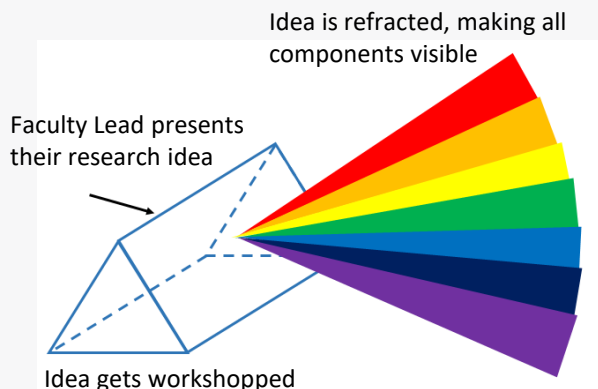 Idea is refracted, making all
components visible
Faculty Lead presents
their research idea
Idea gets workshopped